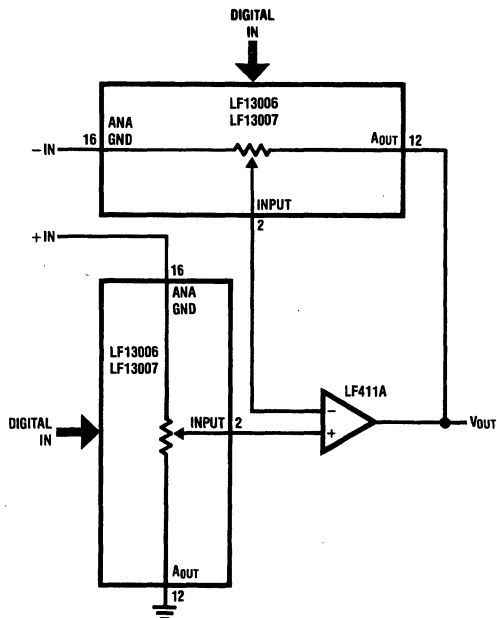 DIGITAL
IN
LF13006
LF13007
ANA
GND
16
AOUT
12
−IN
INPUT
2
+IN
16
ANA
GND
LF13006
LF13007
LF411A
DIGITAL
IN
INPUT
2
−
+
VOUT
AOUT
12